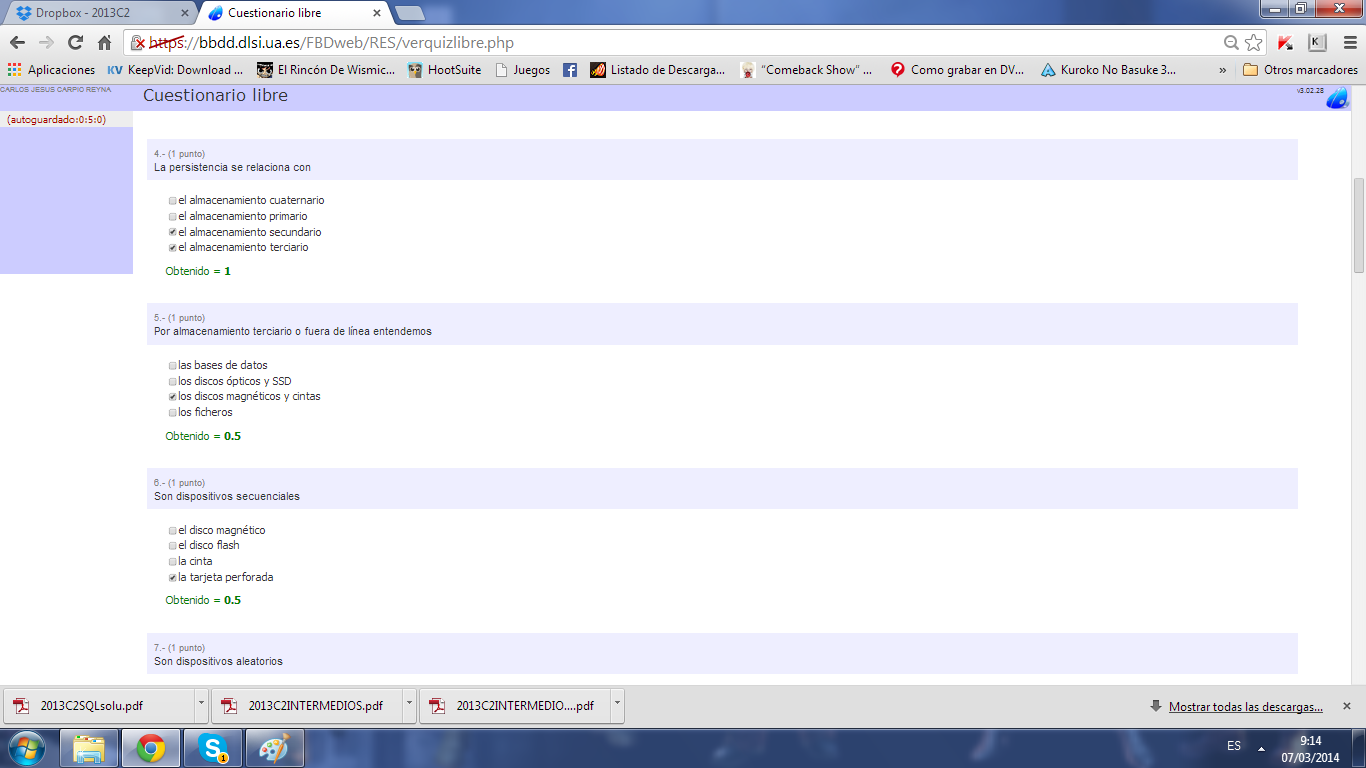 Dropbox - 2013C2
Cuestionario libre
https://bbdd.dlsi.ua.es/FBDweb/RES/verquizlibre.php
Aplicaciones
KV KeepVid: Download ...
El Rincón De Wismic...
HootSuite
Juegos
Listado de Descarga...
"Comeback Show" ...
Como grabar en DV...
Kuroko No Basuke 3...
»
Otros marcadores
CARLOS JESUS CARPIO REYNA
Cuestionario libre
v3.02.28
(autoguardado:0:5:0)
4.- (1 punto)
La persistencia se relaciona con
el almacenamiento cuaternario
el almacenamiento primario
el almacenamiento secundario
el almacenamiento terciario
Obtenido = 1
5.- (1 punto)
Por almacenamiento terciario o fuera de línea entendemos
las bases de datos
los discos ópticos y SSD
los discos magnéticos y cintas
los ficheros
Obtenido = 0.5
6.- (1 punto)
Son dispositivos secuenciales
el disco magnético
el disco flash
la cinta
la tarjeta perforada
Obtenido = 0.5
7.- (1 punto)
Son dispositivos aleatorios
2013C2SQLsolu.pdf
2013C2INTERMEDIOS.pdf
2013C2INTERMEDIO....pdf
Mostrar todas las descargas...
ES
9:14
07/03/2014